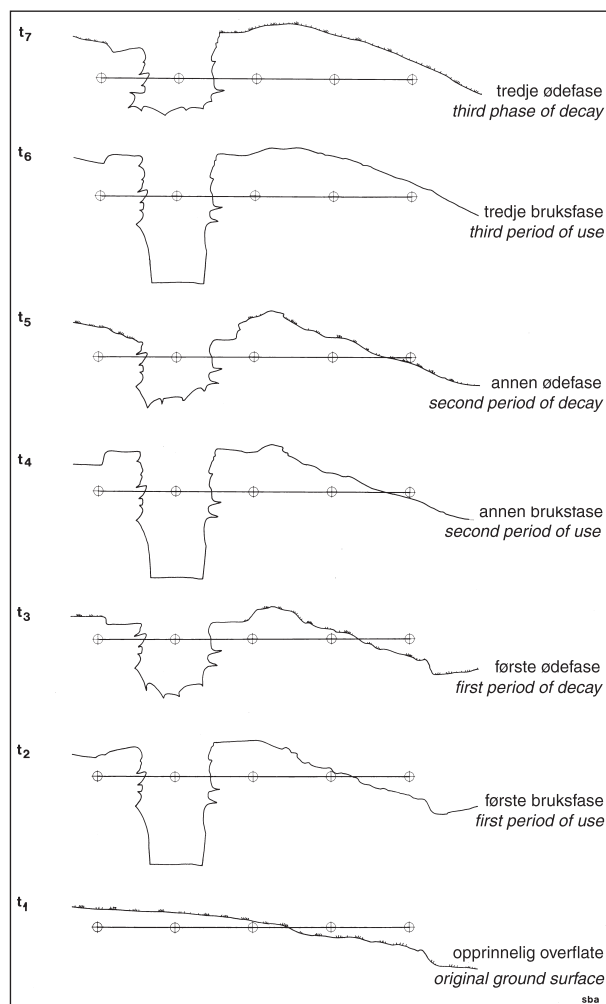 t7
tredje ødefase
third phase of decay
t6
tredje bruksfase
third period of use
t5
annen ødefase
second period of decay
t4
annen brukstase
second period of use
t3
første ødefase
first period of decay
t2
første bruksfase
first period of use
t1
opprinnelig overflate
original ground surface
sba